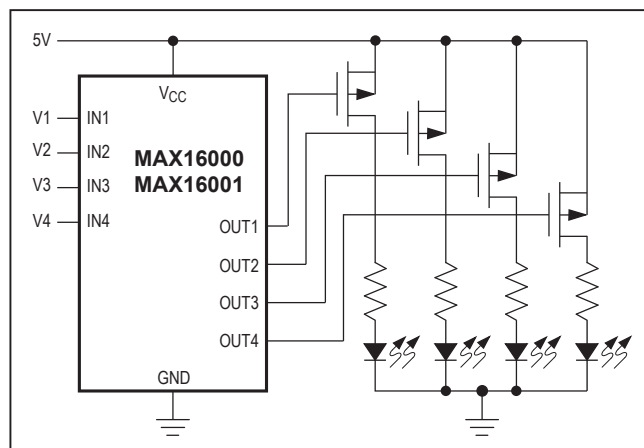 5V
VCC
V1 IN1
V2 IN2
MAX16000
V3 IN3
MAX16001
V4 IN4
OUT1
OUT2
OUT3
OUT4
GND